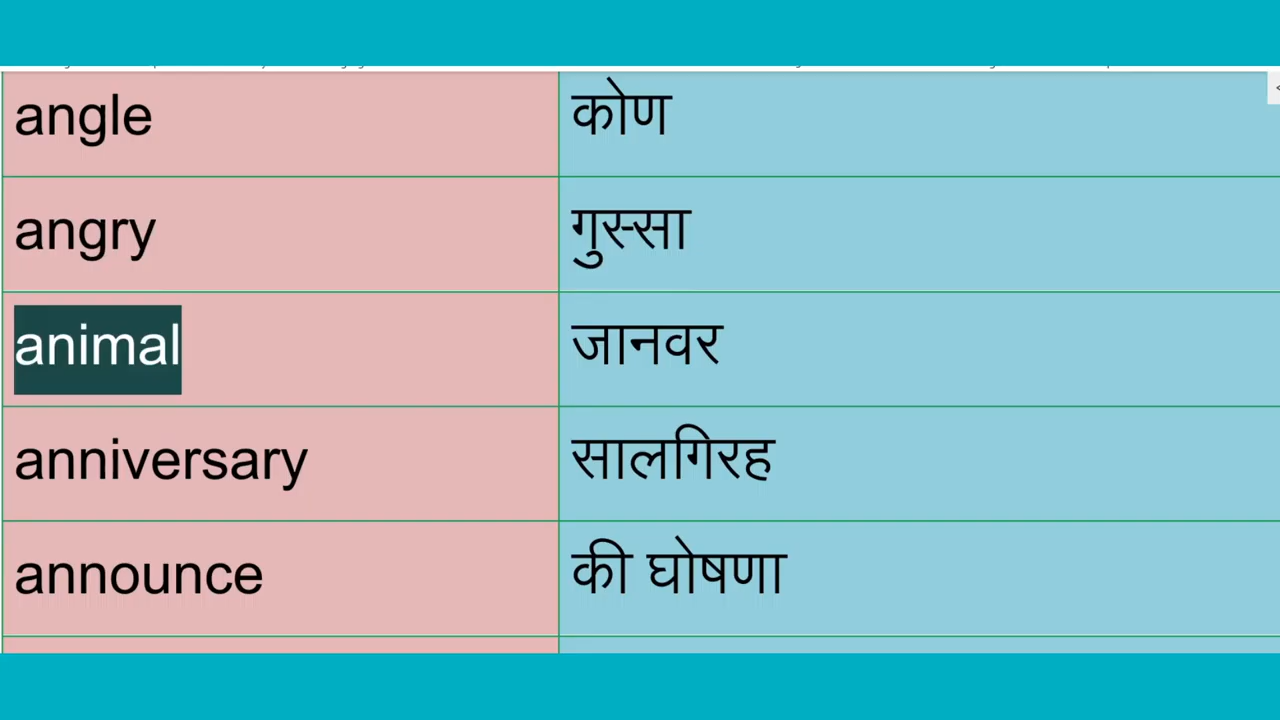 angle कोण
angry गुस्सा
animal जानवर
anniversary सालगिरह
announce की घोषणा